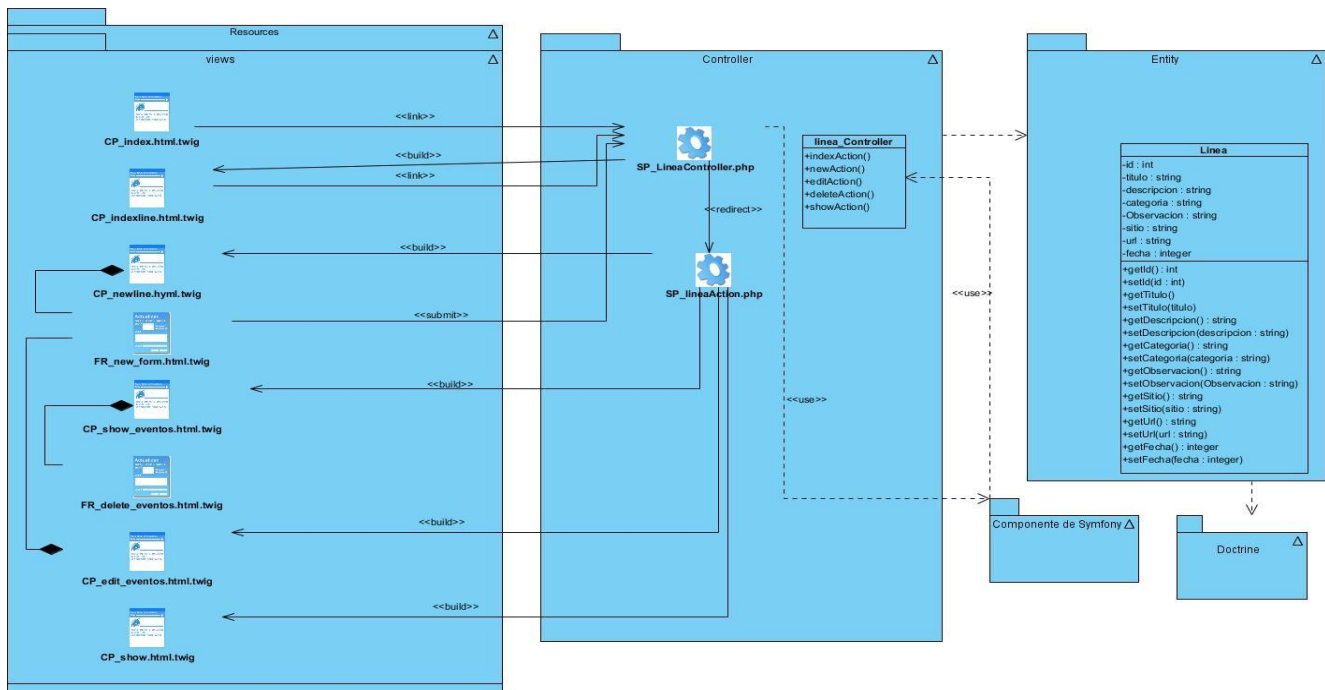 Resources
views
CP_index.html.twig
CP_indexline.html.twig
CP_newline.hyml.twig
FR_new_form.html.twig
CP_show_eventos.html.twig
FR_delete_eventos.html.twig
CP_edit_eventos.html.twig
CP_show.html.twig
<<link>>
<<build>>
<<link>>
<<build>>
<<submit>>
<<build>>
<<build>>
<<build>>
Controller
SP_LineaController.php
<<redirect>>
SP_lineaAction.php
linea_Controller
+indexAction()
+newAction()
+editAction()
+deleteAction()
+showAction()
<<use>>
<<use>>
Entity
Linea
-id : int
-titulo : string
-descripcion : string
-categoria : string
-Observacion : string
-sitio : string
-url : string
-fecha : integer
+getId() : int
+setId(id : int)
+getTitulo()
+setTitulo(titulo)
+getDescripcion() : string
+setDescripcion(descripcion : string)
+getCategoria() : string
+setCategoria(categoria : string)
+getObservacion() : string
+setObservacion(Observacion : string)
+getSitio() : string
+setSitio(sitio : string)
+getUrl() : string
+setUrl(url : string)
+getFecha() : integer
+setFecha(fecha : integer)
Componente de Symfony
Doctrine